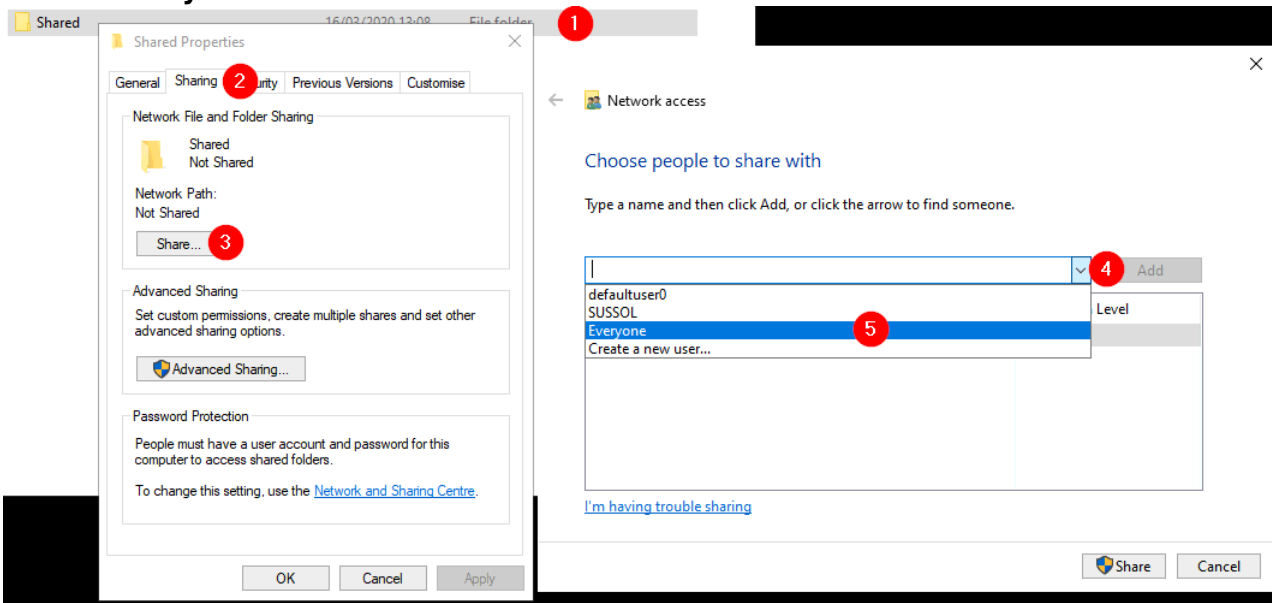 Shared 16/03/2020 13:08 File folder 1
Shared Properties
General Sharing 2 urity Previous Versions Customise
Network File and Folder Sharing
Shared
Not Shared
Network Path:
Not Shared
Share... 3
Advanced Sharing
Set custom permissions, create multiple shares and set other
advanced sharing options.
Advanced Sharing...
Password Protection
People must have a user account and password for this
computer to access shared folders.
To change this setting, use the Network and Sharing Centre.
OK Cancel Apply
Network access
Choose people to share with
Type a name and then click Add, or click the arrow to find someone.
4 Add
defaultuser0
SUSSOL
Everyone 5
Create a new user...
Level
I'm having trouble sharing
Share Cancel